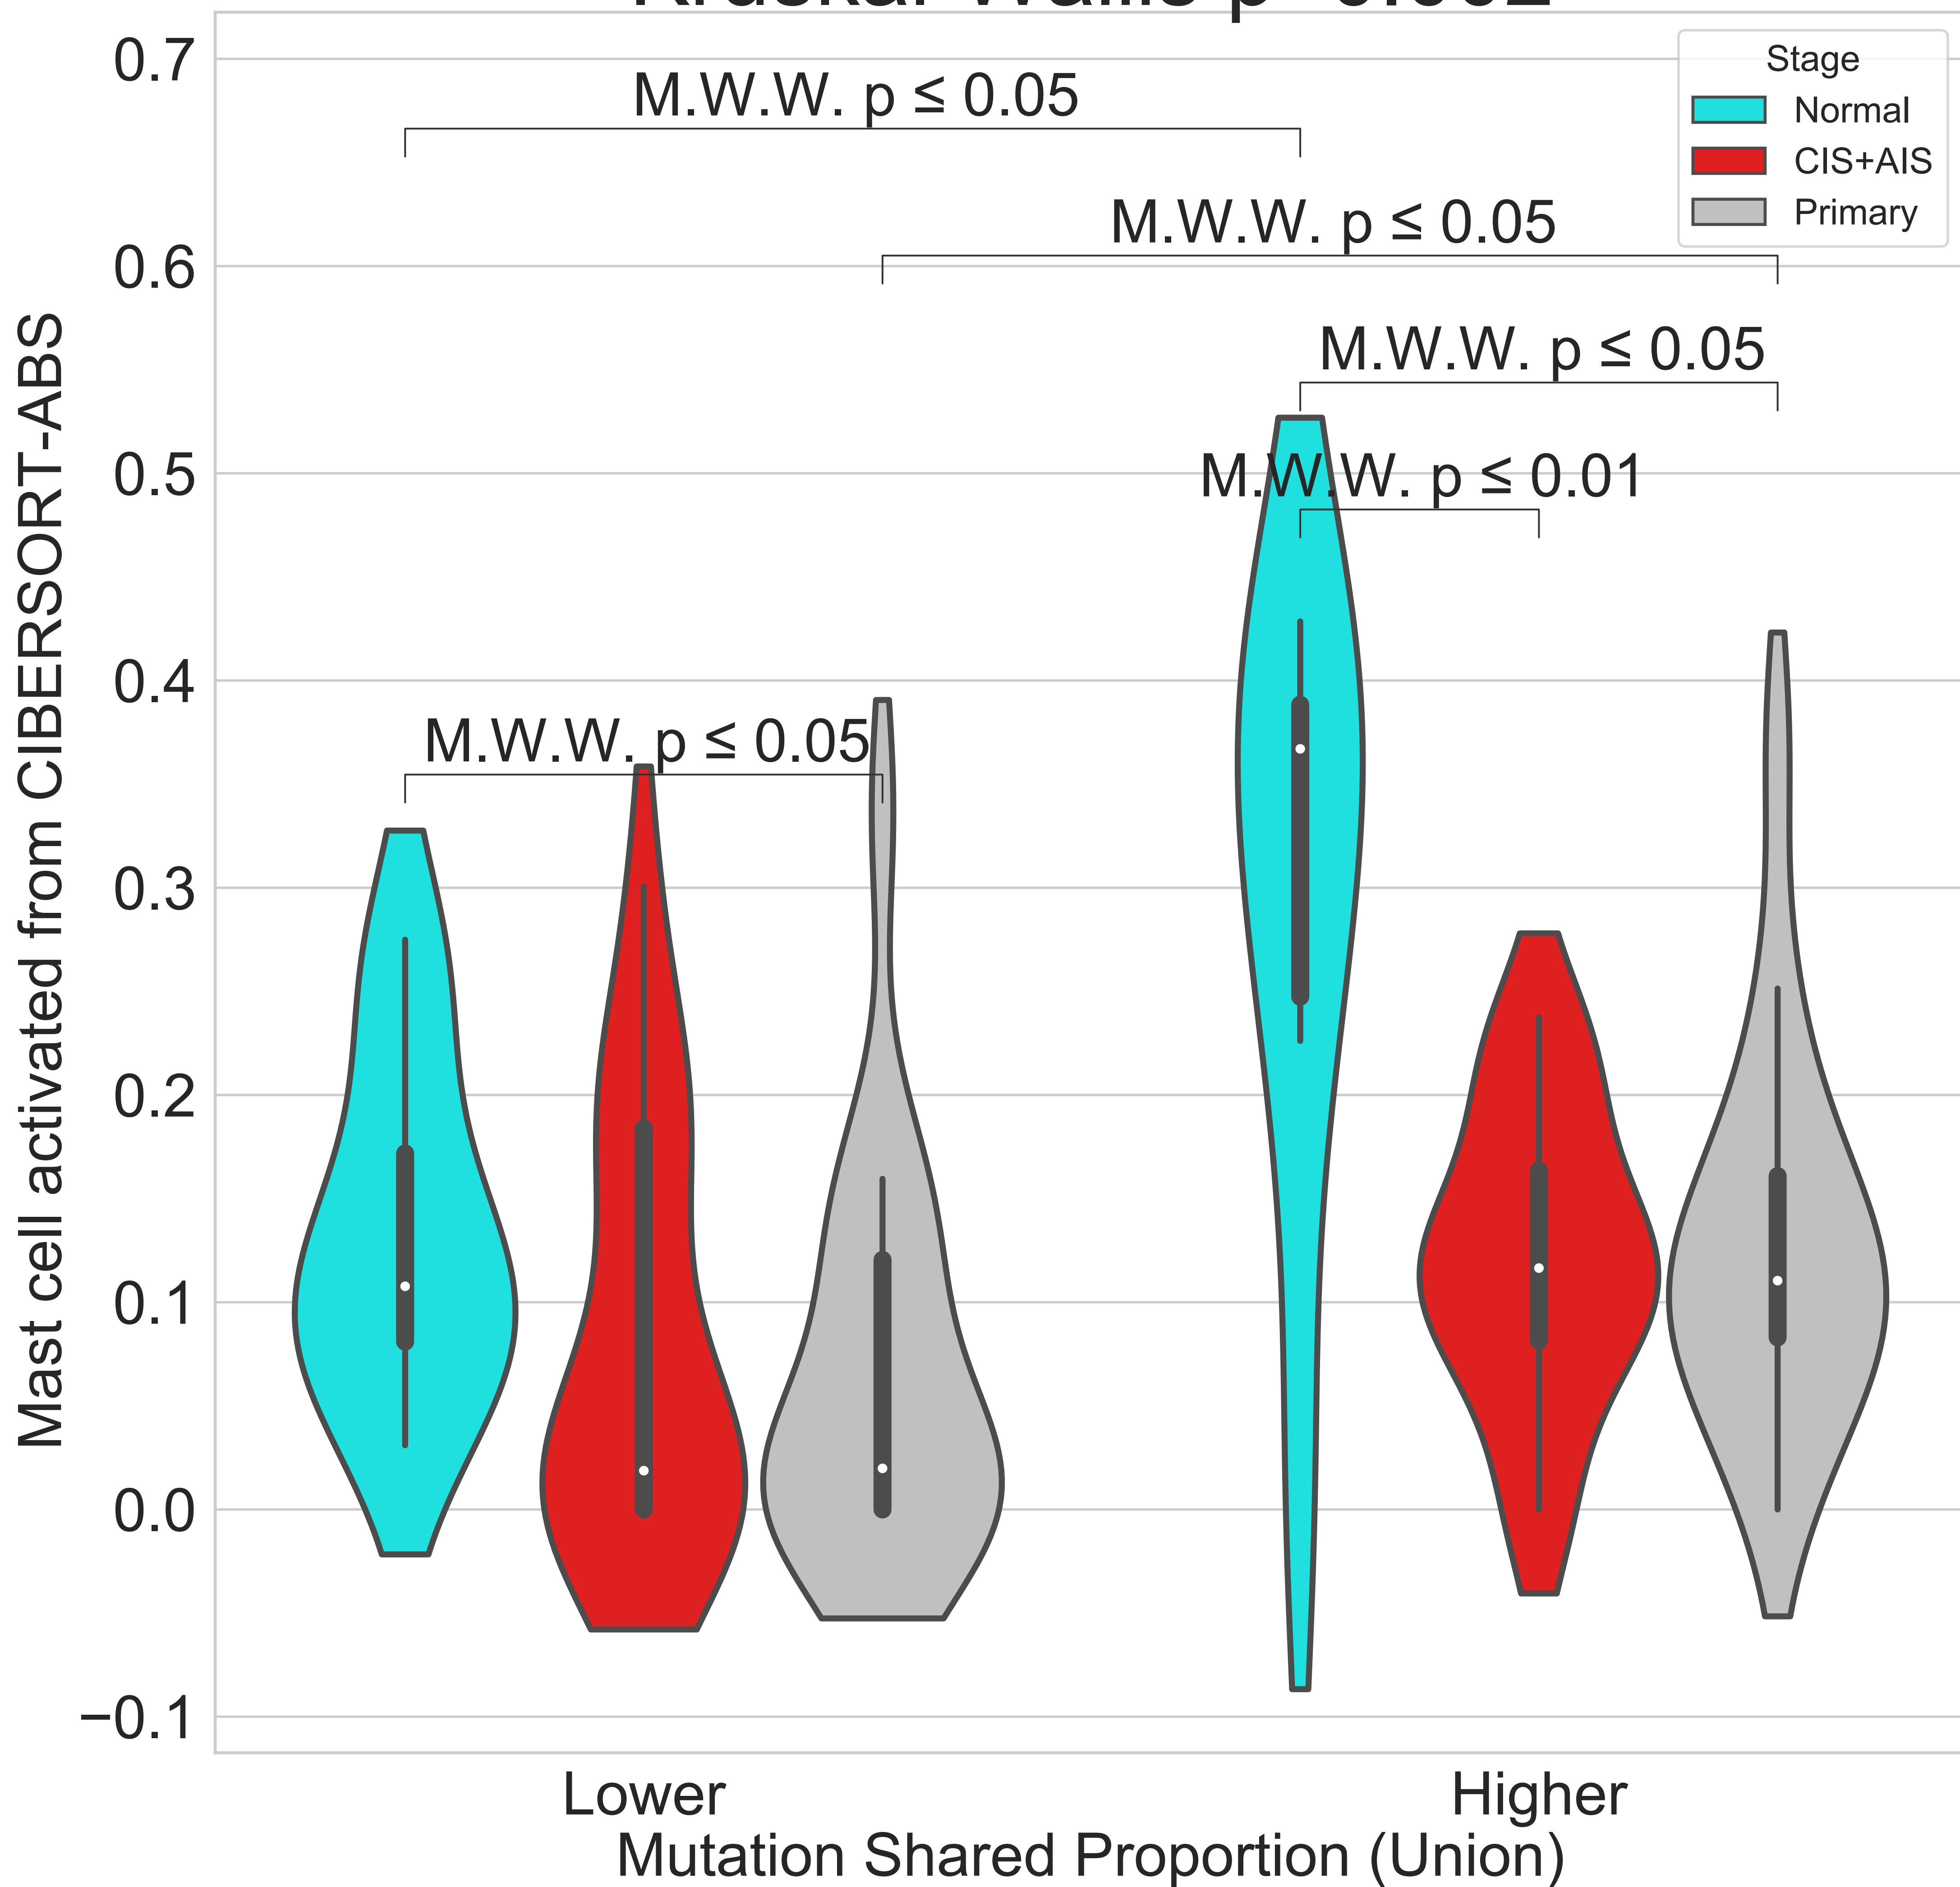 0.7
0.6
0.5
0.4
0.3
0.2
0.1
0.0
−0.1
Mast cell activated from CIBERSORT-ABS
Stage
Normal
CIS+AIS
Primary
M.W.W. p ≤ 0.05
M.W.W. p ≤ 0.05
M.W.W. p ≤ 0.05
M.W.W. p ≤ 0.01
M.W.W. p ≤ 0.05
Lower
Higher
Mutation Shared Proportion (Union)